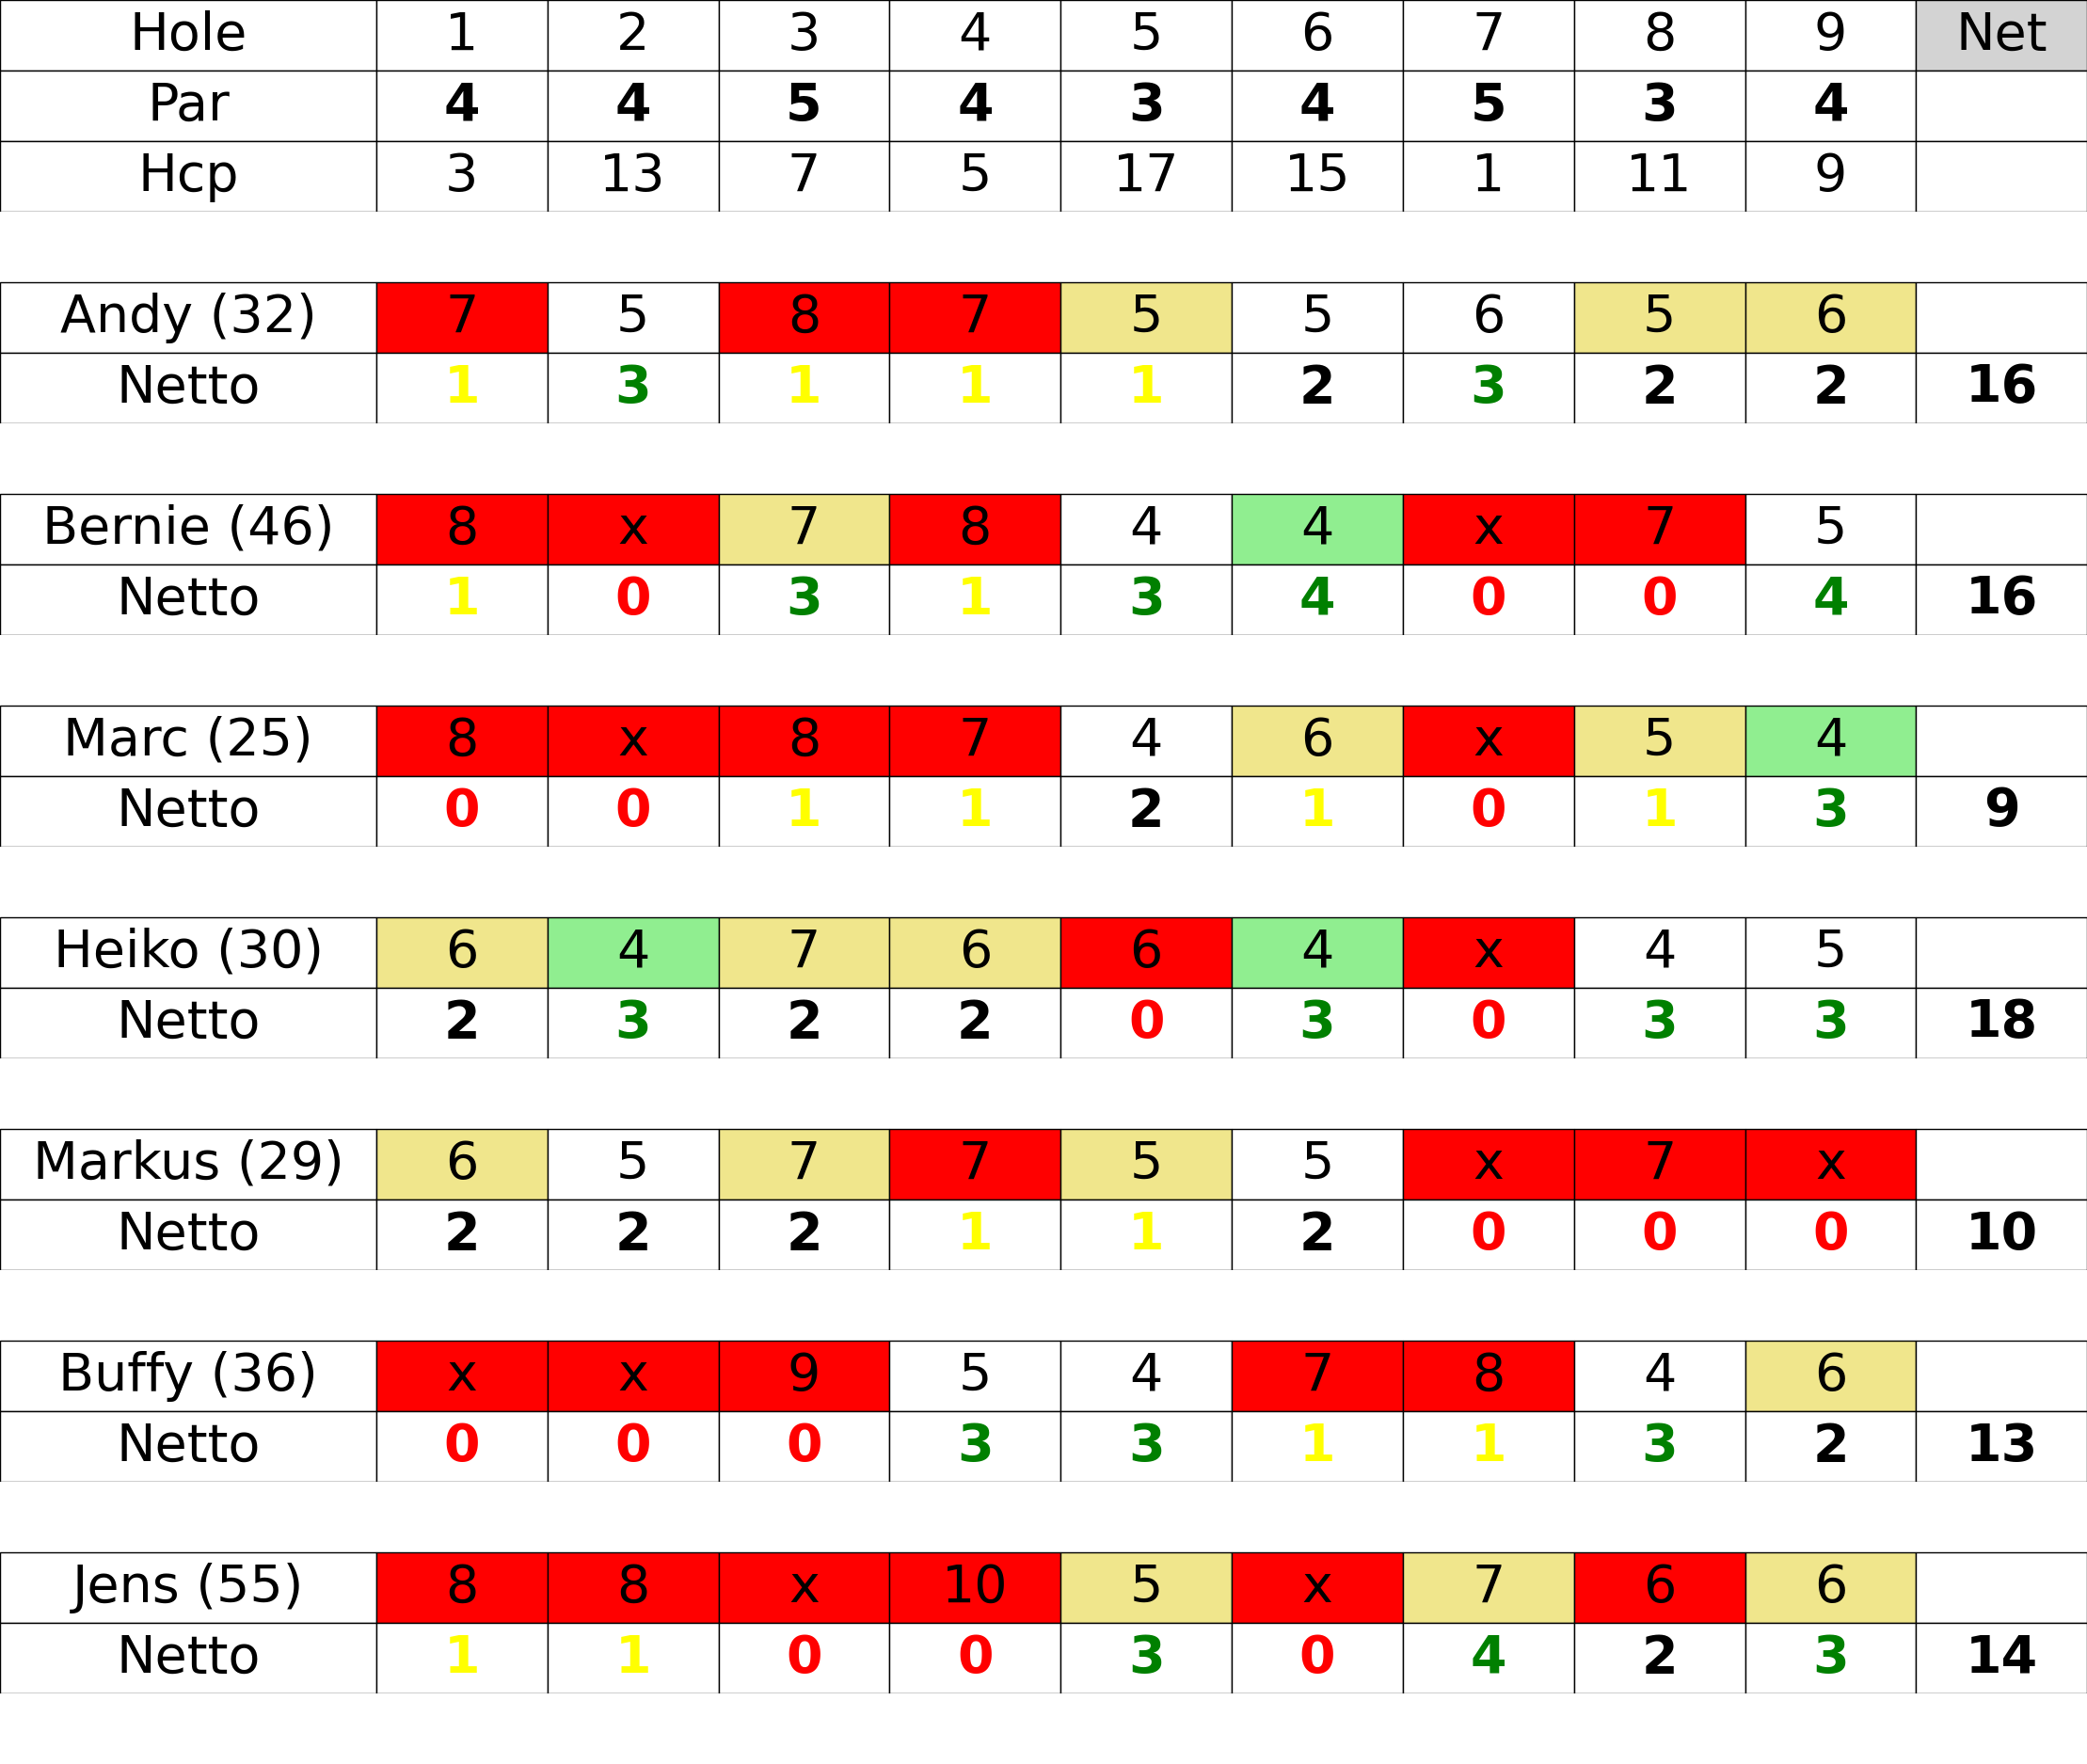 Hole 1 2 3 4 5 6 7 8 9 Net
Par 4 4 5 4 3 4 5 3 4
Hcp 3 13 7 5 17 15 1 11 9
Andy (32) 7 5 8 7 5 5 6 5 6
Netto 1 3 1 1 1 2 3 2 2 16
Bernie (46) 8 x 7 8 4 4 x 7 5
Netto 1 0 3 1 3 4 0 0 4 16
Marc (25) 8 x 8 7 4 6 x 5 4
Netto 0 0 1 1 2 1 0 1 3 9
Heiko (30) 6 4 7 6 6 4 x 4 5
Netto 2 3 2 2 0 3 0 3 3 18
Markus (29) 6 5 7 7 5 5 x 7 x
Netto 2 2 2 1 1 2 0 0 0 10
Buffy (36) x x 9 5 4 7 8 4 6
Netto 0 0 0 3 3 1 1 3 2 13
Jens (55) 8 8 x 10 5 x 7 6 6
Netto 1 1 0 0 3 0 4 2 3 14